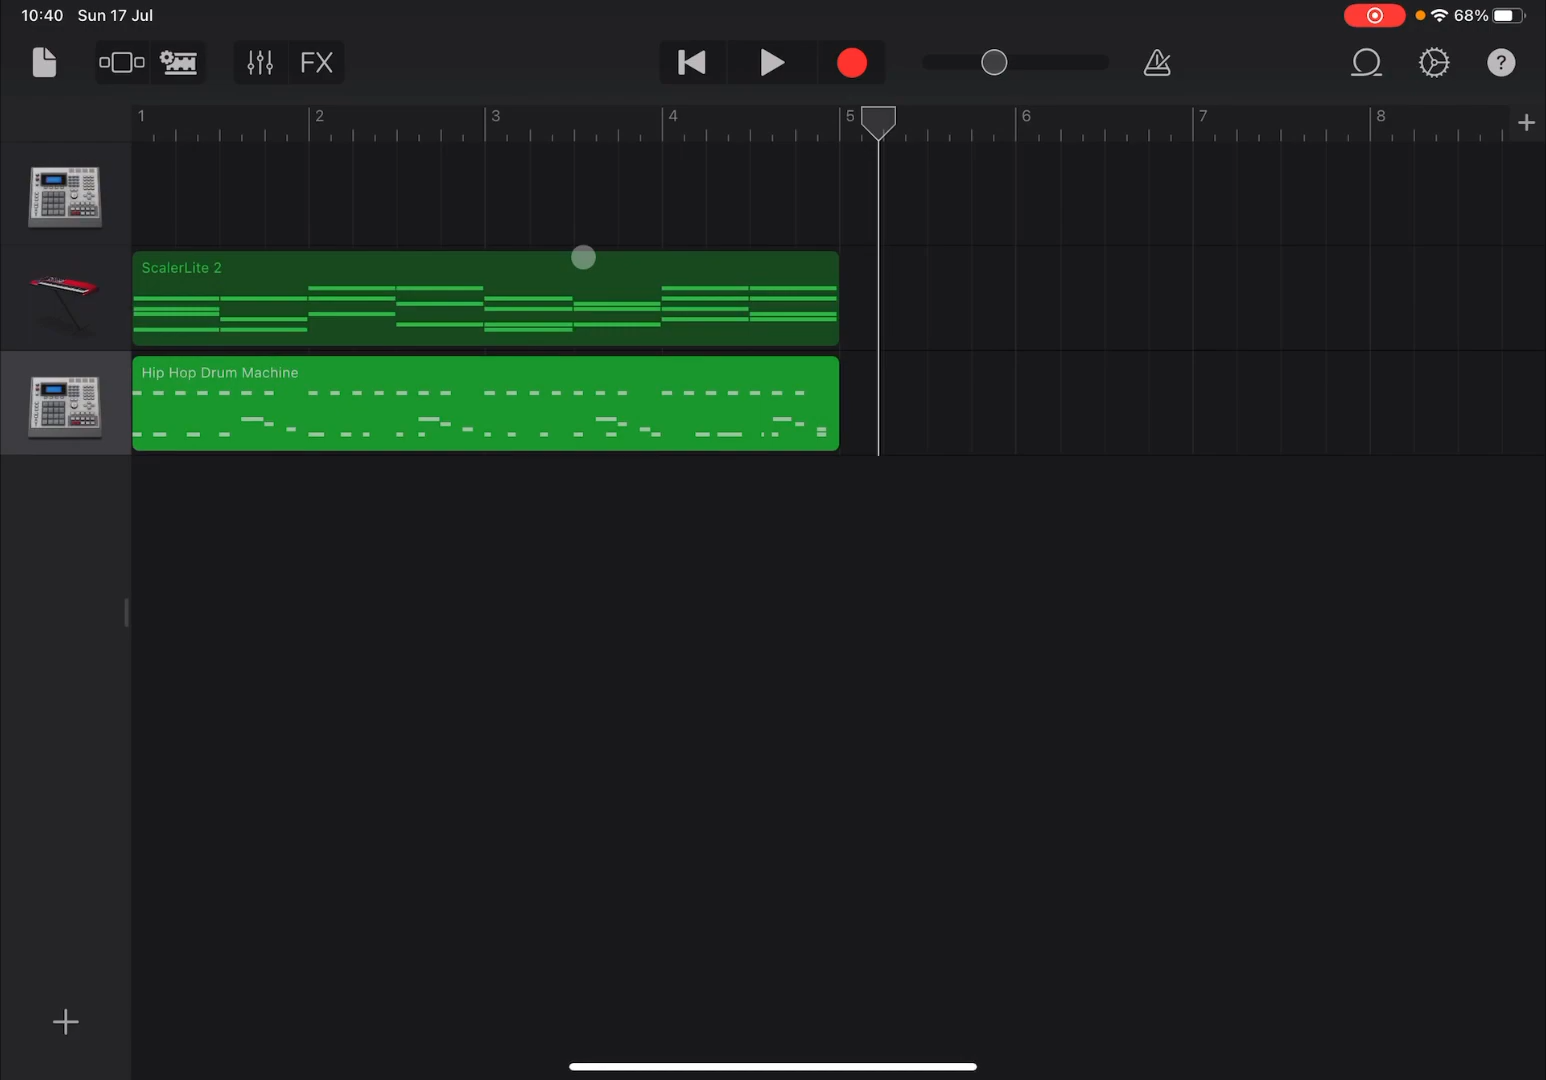 10:40 Sun 17 Jul
68%
FX
?
1 2 3 4 5 6 7 8
ScalerLite 2
Hip Hop Drum Machine